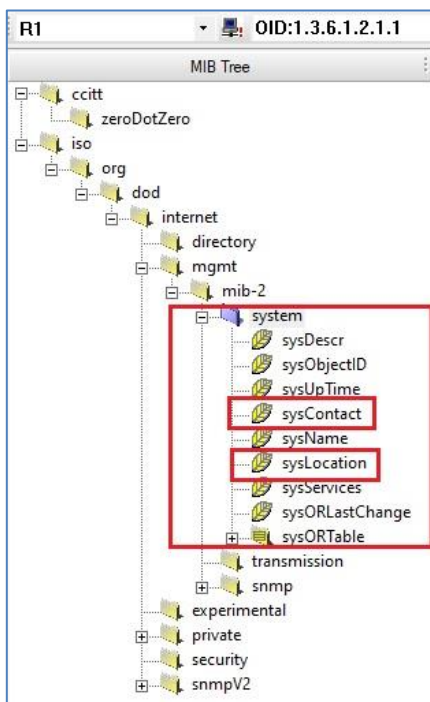 R1 OID:1.3.6.1.2.1.1
MIB Tree
ccitt
zeroDotZero
iso
org
dod
internet
directory
mgmt
mib-2
system
sysDescr
sysObjectID
sysUpTime
sysContact
sysName
sysLocation
sysServices
sysORLastChange
sysORTable
transmission
snmp
experimental
private
security
snmpV2